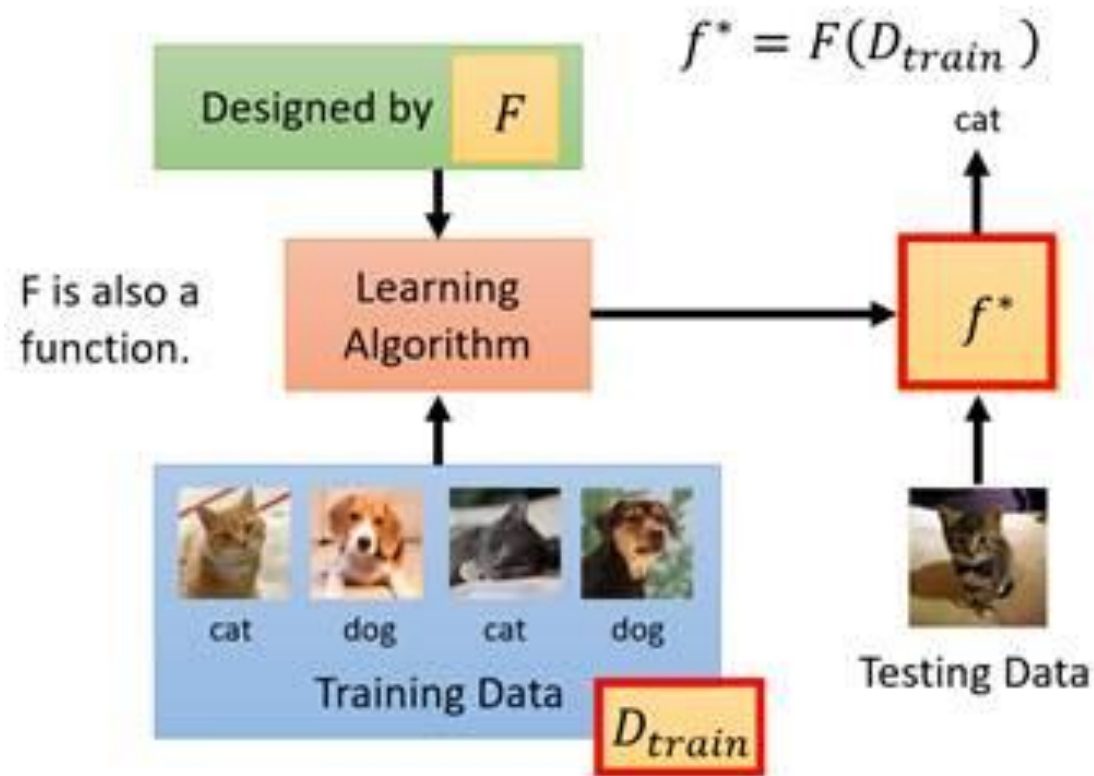 f* = F(D_train )
Designed by F
cat
Learning
Algorithm
f*
F is also a
function.
cat dog cat dog
Training Data
D_train
Testing Data